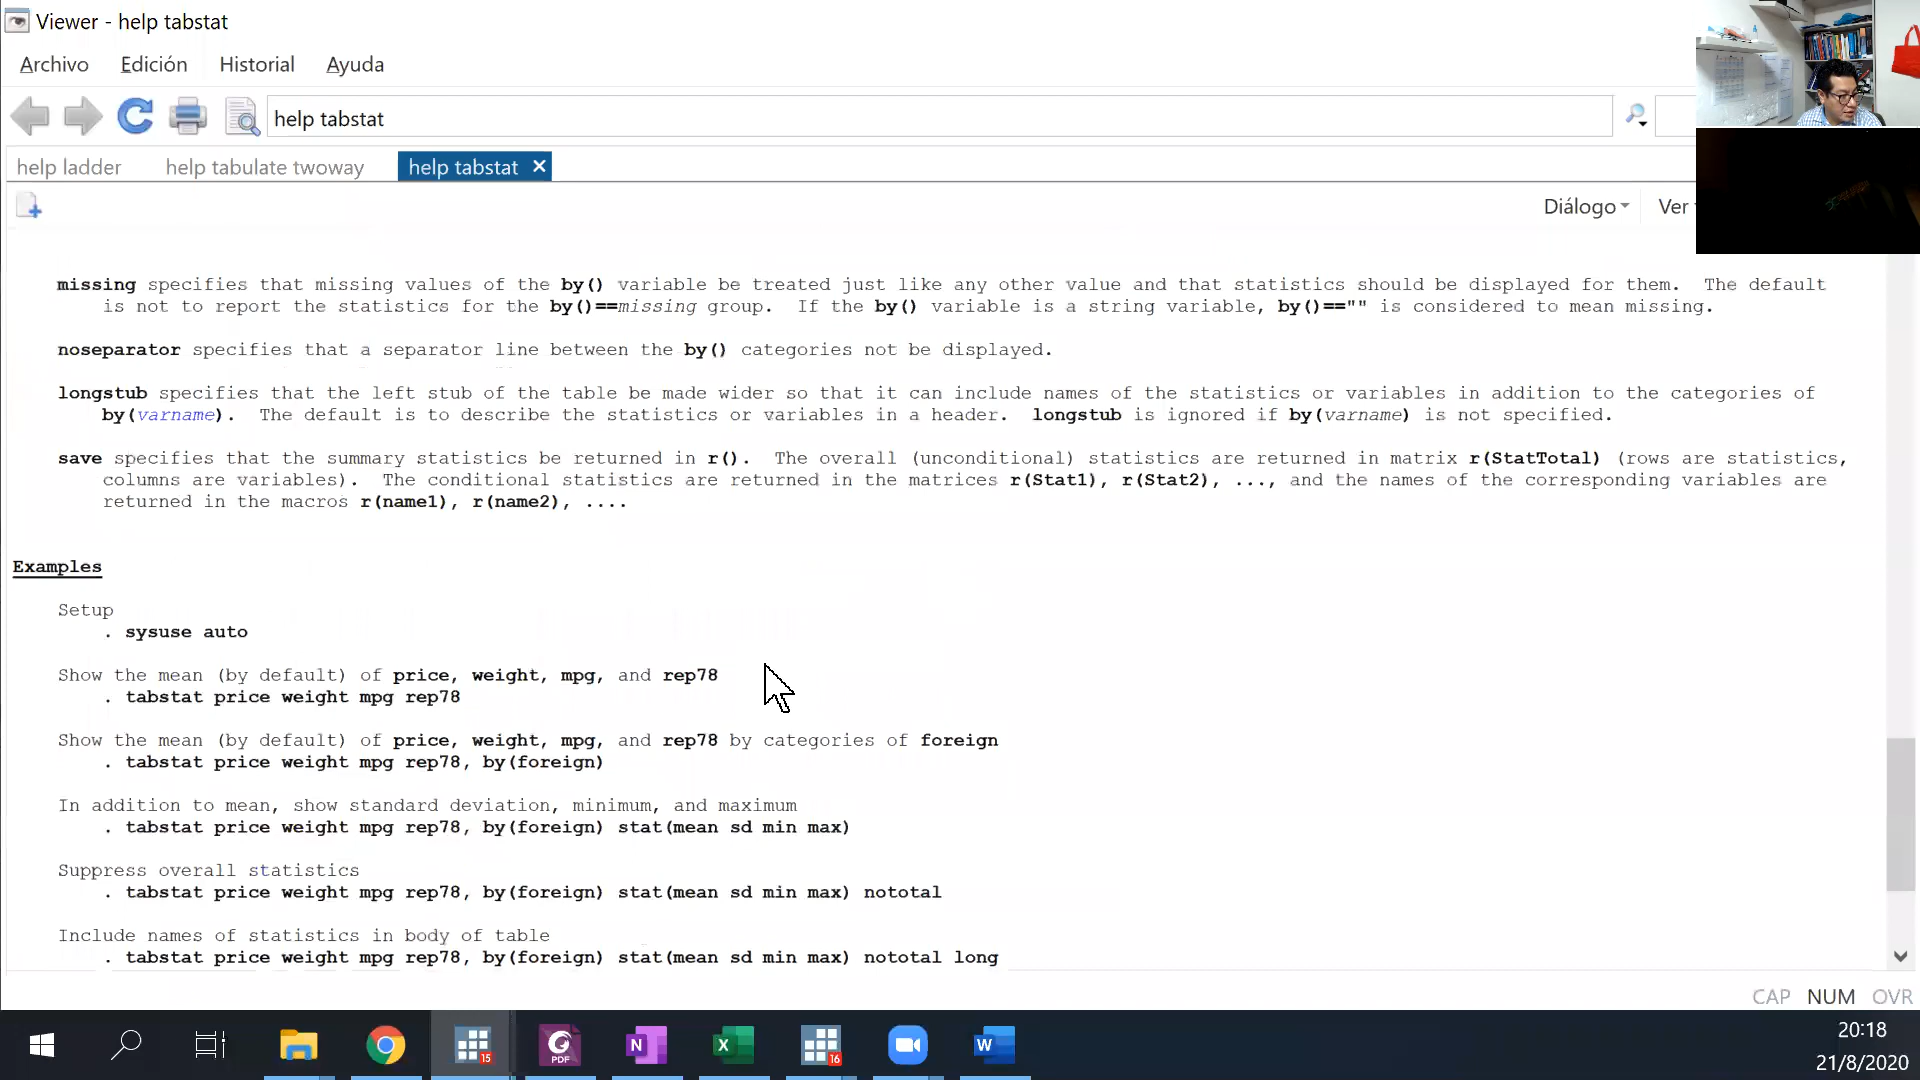 Viewer - help tabstat
Archivo Edición Historial Ayuda
help tabstat
help ladder help tabulate twoway help tabstat
Diálogo Ver
missing specifies that missing values of the by() variable be treated just like any other value and that statistics should be displayed for them. The default
is not to report the statistics for the by()==missing group. If the by() variable is a string variable, by()=="" is considered to mean missing.
noseparator specifies that a separator line between the by() categories not be displayed.
longstub specifies that the left stub of the table be made wider so that it can include names of the statistics or variables in addition to the categories of
by(varname). The default is to describe the statistics or variables in a header. longstub is ignored if by(varname) is not specified.
save specifies that the summary statistics be returned in r(). The overall (unconditional) statistics are returned in matrix r(StatTotal) (rows are statistics,
columns are variables). The conditional statistics are returned in the matrices r(Stat1), r(Stat2), ..., and the names of the corresponding variables are
returned in the macros r(name1), r(name2), ....
Examples
Setup
. sysuse auto
Show the mean (by default) of price, weight, mpg, and rep78
. tabstat price weight mpg rep78
Show the mean (by default) of price, weight, mpg, and rep78 by categories of foreign
. tabstat price weight mpg rep78, by(foreign)
In addition to mean, show standard deviation, minimum, and maximum
. tabstat price weight mpg rep78, by(foreign) stat(mean sd min max)
Suppress overall statistics
. tabstat price weight mpg rep78, by(foreign) stat(mean sd min max) nototal
Include names of statistics in body of table
. tabstat price weight mpg rep78, by(foreign) stat(mean sd min max) nototal long
CAP NUM OVR
15 PDF N X 16 W
20:18
21/8/2020